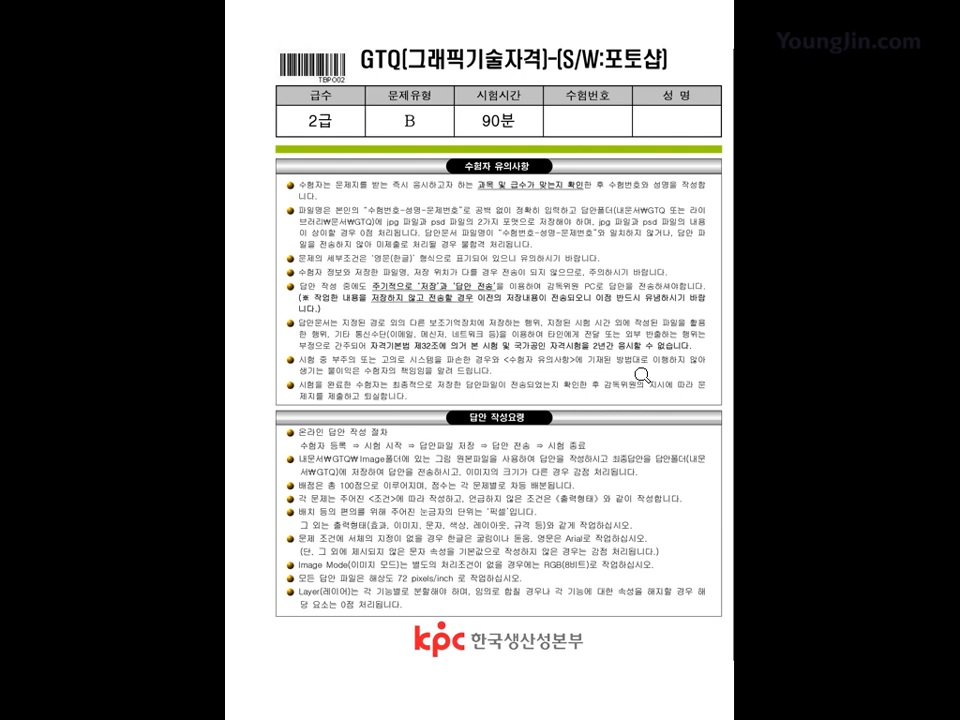 YoungJin.com
GTQ(그래픽기술자격)-(S/W:포토샵)
TBP002
급수 문제유형 시험시간 수험번호 성 명
2급 B 90분
수험자 유의사항
수험자는 문제지를 받는 즉시 응시하고자 하는 과목 및 급수가 맞는지 확인한 후 수험번호와 성명을 작성합
니다.
파일명은 본인의 "수험번호-성명-문제번호"로 공백 없이 정확히 입력하고 답안폴더(내문서₩GTQ 또는 라이
브러리₩문서₩GTQ)에 jpg 파일과 psd 파일의 2가지 포맷으로 저장해야 하며, jpg 파일과 psd 파일의 내용
이 상이할 경우 0점 처리됩니다. 답안문서 파일명이 "수험번호-성명-문제번호"와 일치하지 않거나, 답안 파
일을 전송하지 않아 미제출로 처리될 경우 불합격 처리됩니다.
문제의 세부조건은 '영문(한글)' 형식으로 표기되어 있으니 유의하시기 바랍니다.
수험자 정보와 저장한 파일명, 저장 위치가 다를 경우 전송이 되지 않으므로, 주의하시기 바랍니다.
답안 작성 중에도 주기적으로 '저장'과 '답안 전송'을 이용하여 감독위원 PC로 답안을 전송하셔야합니다.
(※ 작업한 내용을 저장하지 않고 전송할 경우 이전의 저장내용이 전송되오니 이점 반드시 유념하시기 바랍
니다.)
답안문서는 지정된 경로 외의 다른 보조기억장치에 저장하는 행위, 지정된 시험 시간 외에 작성된 파일을 활용
한 행위, 기타 통신수단(이메일, 메신저, 네트워크 등)을 이용하여 타인에게 전달 또는 외부 반출하는 행위는
부정으로 간주되어 자격기본법 제32조에 의거 본 시험 및 국가공인 자격시험을 2년간 응시할 수 없습니다.
시험 중 부주의 또는 고의로 시스템을 파손한 경우와 <수험자 유의사항>에 기재된 방법대로 이행하지 않아
생기는 불이익은 수험자의 책임임을 알려 드립니다.
시험을 완료한 수험자는 최종적으로 저장한 답안파일이 전송되었는지 확인한 후 감독위원의 지시에 따라 문
제지를 제출하고 퇴실합니다.
답안 작성요령
온라인 답안 작성 절차
수험자 등록 ⇒ 시험 시작 ⇒ 답안파일 저장 ⇒ 답안 전송 ⇒ 시험 종료
내문서₩GTQ₩Image폴더에 있는 그림 원본파일을 사용하여 답안을 작성하시고 최종답안을 답안폴더(내문
서₩GTQ)에 저장하여 답안을 전송하시고, 이미지의 크기가 다른 경우 감점 처리됩니다.
배점은 총 100점으로 이루어지며, 점수는 각 문제별로 차등 배분됩니다.
각 문제는 주어진 <조건>에 따라 작성하고, 언급하지 않은 조건은 《출력형태》와 같이 작성합니다.
배치 등의 편의를 위해 주어진 눈금자의 단위는 '픽셀'입니다.
그 외는 출력형태(효과, 이미지, 문자, 색상, 레이아웃, 규격 등)와 같게 작업하십시오.
문제 조건에 서체의 지정이 없을 경우 한글은 굴림이나 돋움, 영문은 Arial로 작업하십시오.
(단, 그 외에 제시되지 않은 문자 속성을 기본값으로 작성하지 않은 경우는 감점 처리됩니다.)
Image Mode(이미지 모드)는 별도의 처리조건이 없을 경우에는 RGB(8비트)로 작업하십시오.
모든 답안 파일은 해상도 72 pixels/inch 로 작업하십시오.
Layer(레이어)는 각 기능별로 분할해야 하며, 임의로 합칠 경우나 각 기능에 대한 속성을 해지할 경우 해
당 요소는 0점 처리됩니다.
kpc 한국생산성본부